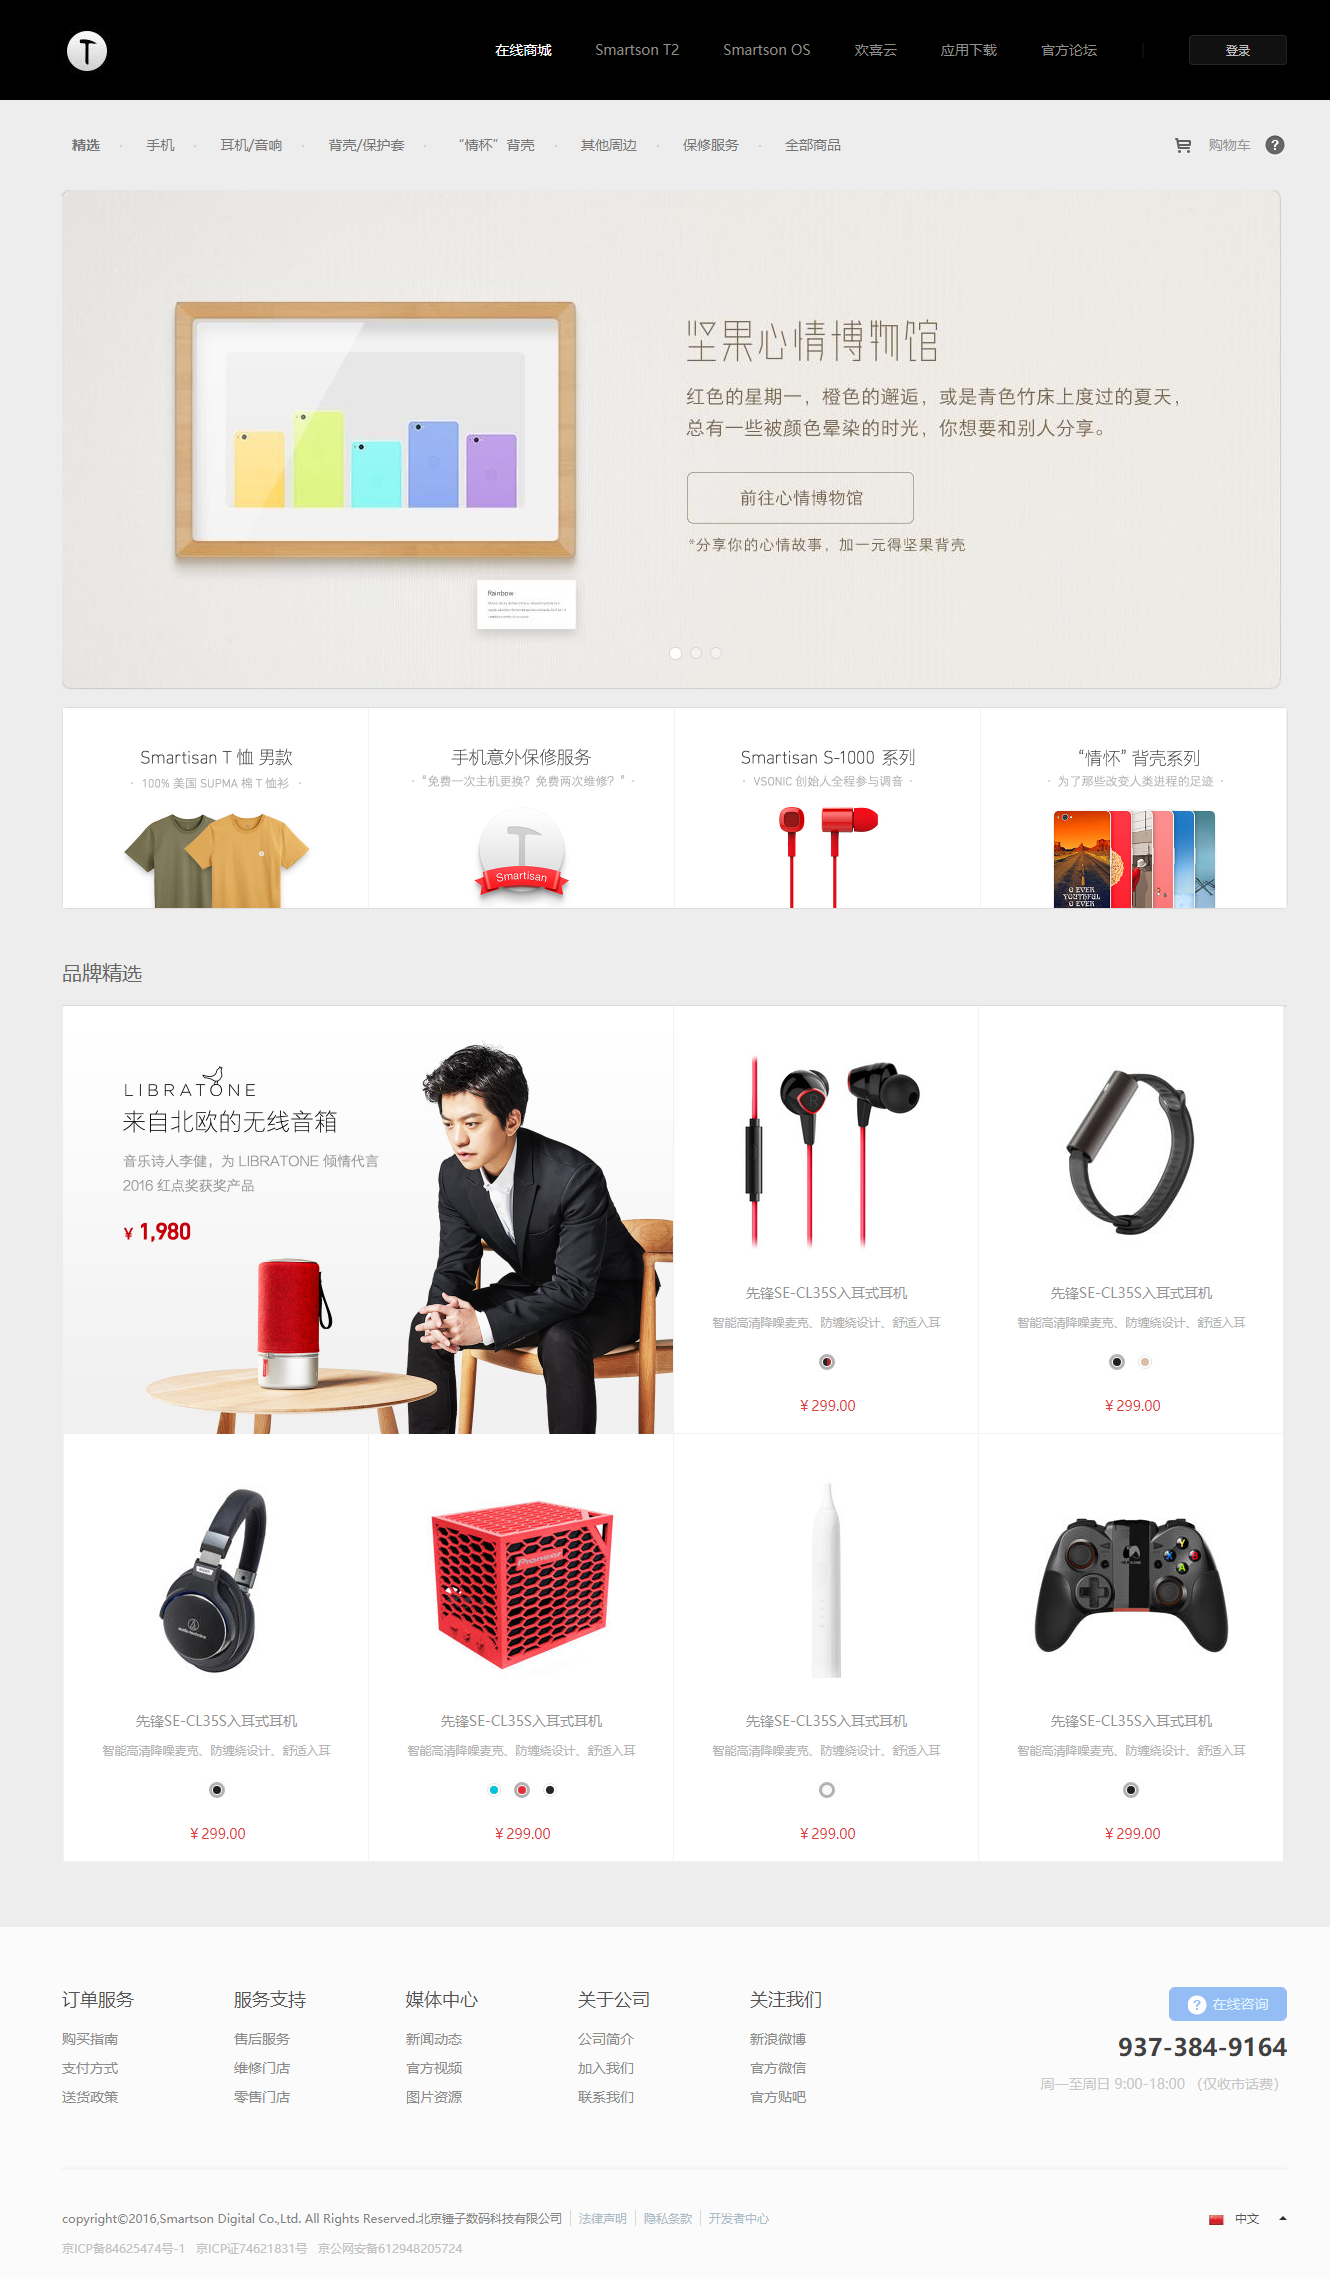 在线商城 Smartson T2 Smartson OS 欢喜云 应用下载 官方论坛 | 登录
精选 · 手机 · 耳机/音响 · 背壳/保护套 · “情杯”背壳 · 其他周边 · 保修服务 · 全部商品 购物车 ?
坚果心情博物馆
红色的星期一，橙色的邂逅，或是青色竹床上度过的夏天，
总有一些被颜色晕染的时光，你想要和别人分享。
前往心情博物馆
*分享你的心情故事，加一元得坚果背壳
Rainbow
Smartisan T 恤 男款
· 100% 美国 SUPMA 棉 T 恤衫 ·
手机意外保修服务
· “免费一次主机更换？免费两次维修？” ·
Smartisan
Smartisan S-1000 系列
· VSONIC 创始人全程参与调音 ·
“情怀” 背壳系列
· 为了那些改变人类进程的足迹 ·
O EVER
YOUTHFUL
O EVER
品牌精选
LIBRATONE
来自北欧的无线音箱
音乐诗人李健，为 LIBRATONE 倾情代言
2016 红点奖获奖产品
¥ 1,980
R
先锋SE-CL35S入耳式耳机
智能高清降噪麦克、防缠绕设计、舒适入耳
¥ 299.00
先锋SE-CL35S入耳式耳机
智能高清降噪麦克、防缠绕设计、舒适入耳
¥ 299.00
audio-technica
先锋SE-CL35S入耳式耳机
智能高清降噪麦克、防缠绕设计、舒适入耳
¥ 299.00
Pioneer
先锋SE-CL35S入耳式耳机
智能高清降噪麦克、防缠绕设计、舒适入耳
¥ 299.00
先锋SE-CL35S入耳式耳机
智能高清降噪麦克、防缠绕设计、舒适入耳
¥ 299.00
Y
X B
A
先锋SE-CL35S入耳式耳机
智能高清降噪麦克、防缠绕设计、舒适入耳
¥ 299.00
订单服务 服务支持 媒体中心 关于公司 关注我们
购买指南 售后服务 新闻动态 公司简介 新浪微博
支付方式 维修门店 官方视频 加入我们 官方微信
送货政策 零售门店 图片资源 联系我们 官方贴吧
? 在线咨询
937-384-9164
周一至周日 9:00-18:00 （仅收市话费）
copyright©2016,Smartson Digital Co.,Ltd. All Rights Reserved.北京锤子数码科技有限公司 | 法律声明 | 隐私条款 | 开发者中心 中文
京ICP备84625474号-1 京ICP证74621831号 京公网安备612948205724